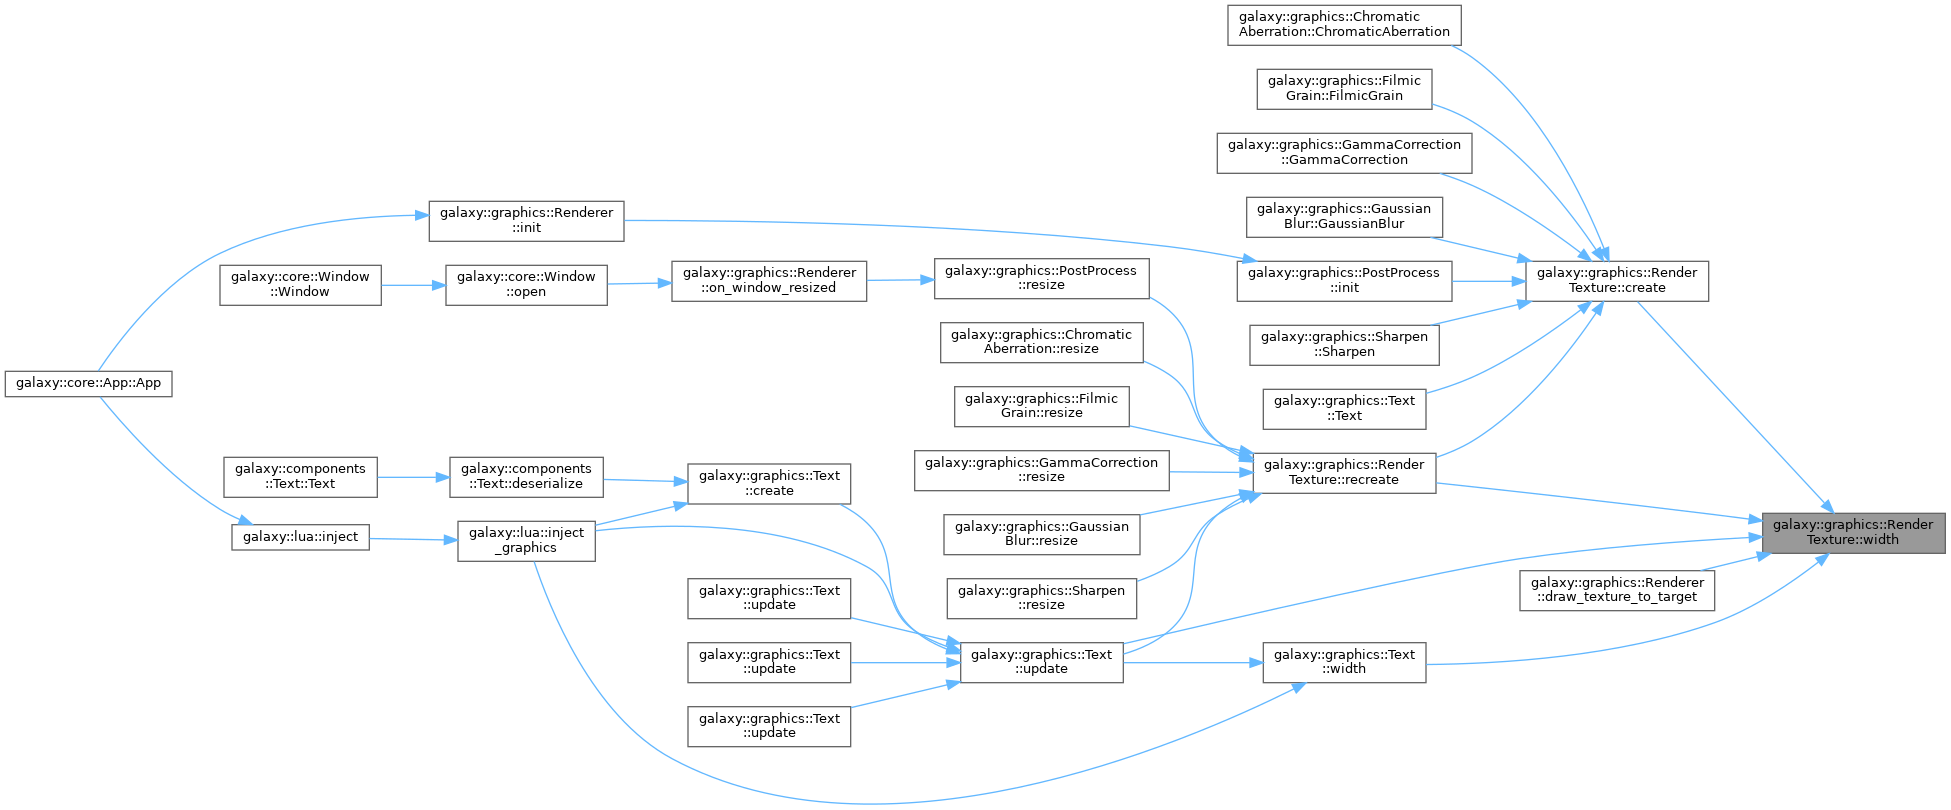 galaxy::graphics::Chromatic
Aberration::ChromaticAberration
galaxy::graphics::Filmic
Grain::FilmicGrain
galaxy::graphics::GammaCorrection
::GammaCorrection
galaxy::graphics::Gaussian
Blur::GaussianBlur
galaxy::graphics::Renderer
::init
galaxy::core::Window
::Window
galaxy::core::Window
::open
galaxy::graphics::Renderer
::on_window_resized
galaxy::graphics::PostProcess
::resize
galaxy::graphics::PostProcess
::init
galaxy::graphics::Render
Texture::create
galaxy::graphics::Chromatic
Aberration::resize
galaxy::graphics::Sharpen
::Sharpen
galaxy::core::App::App
galaxy::graphics::Filmic
Grain::resize
galaxy::graphics::Text
::Text
galaxy::components
::Text::Text
galaxy::components
::Text::deserialize
galaxy::graphics::Text
::create
galaxy::graphics::GammaCorrection
::resize
galaxy::graphics::Render
Texture::recreate
galaxy::lua::inject
galaxy::lua::inject
_graphics
galaxy::graphics::Gaussian
Blur::resize
galaxy::graphics::Render
Texture::width
galaxy::graphics::Text
::update
galaxy::graphics::Sharpen
::resize
galaxy::graphics::Renderer
::draw_texture_to_target
galaxy::graphics::Text
::update
galaxy::graphics::Text
::update
galaxy::graphics::Text
::width
galaxy::graphics::Text
::update